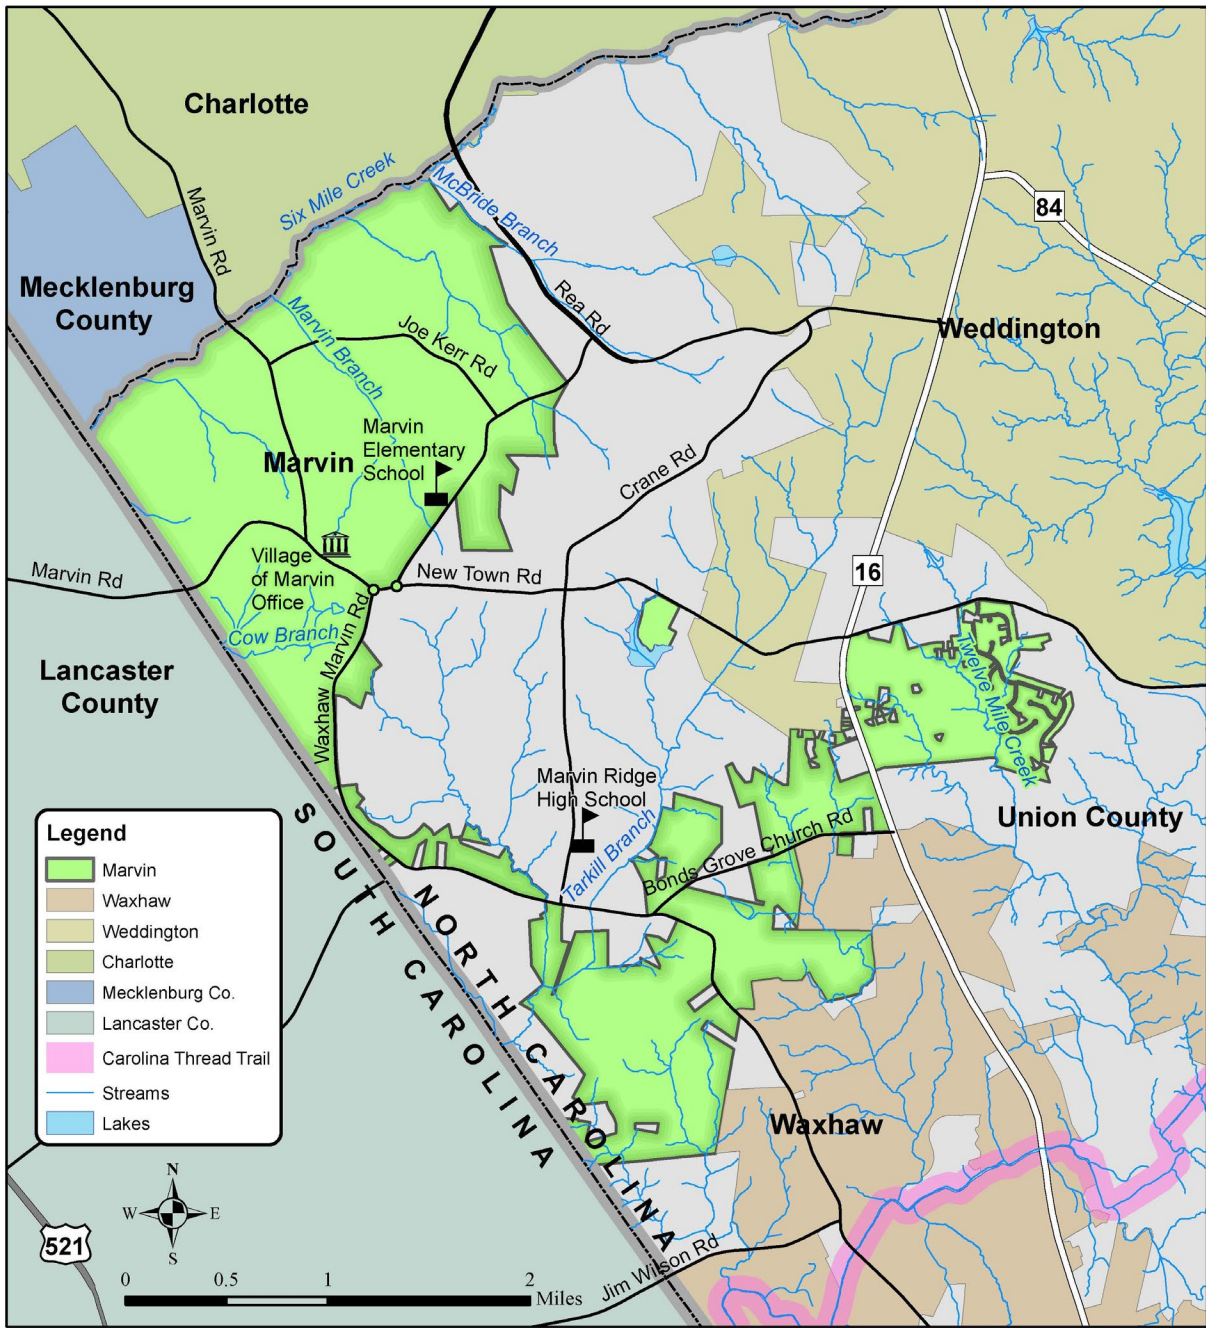 Charlotte
Six Mile Creek
McBride Branch
Marvin Rd
84
Mecklenburg
County
Marvin Branch
Joe Kerr Rd
Rea Rd
Weddington
Marvin
Elementary
School
Marvin
Crane Rd
Village
of Marvin
Office
Marvin Rd
New Town Rd
16
Cow Branch
Waxhaw Marvin Rd
Lancaster
County
Twelve Mile Creek
Marvin Ridge
High School
Tarkill Branch
Bonds Grove Church Rd
Union County
SOUTH CAROLINA
NORTH CAROLINA
Waxhaw
Jim Wilson Rd
Legend
Marvin
Waxhaw
Weddington
Charlotte
Mecklenburg Co.
Lancaster Co.
Carolina Thread Trail
Streams
Lakes
521
N
W E
S
0 0.5 1 2
Miles